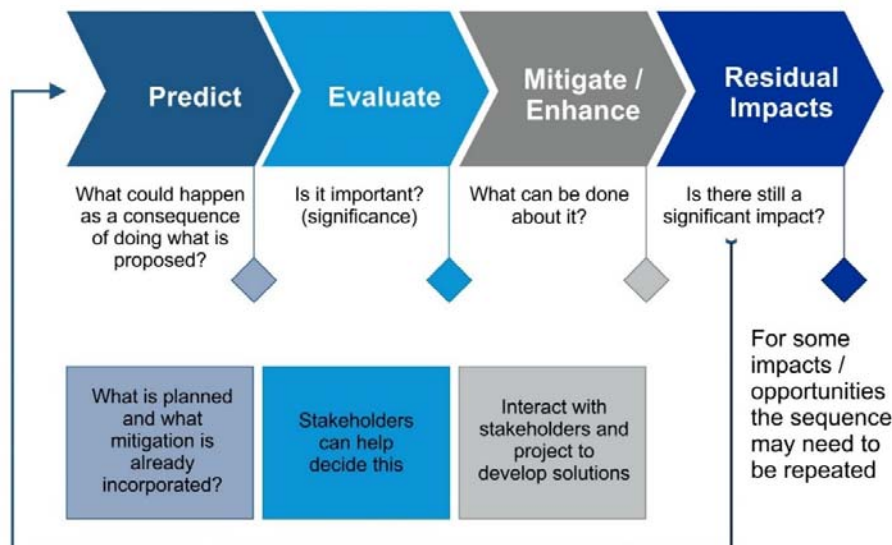 Predict
Evaluate
Mitigate /
Enhance
Residual
Impacts
What could happen
as a consequence
of doing what is
proposed?
Is it important?
(significance)
What can be done
about it?
Is there still a
significant impact?
What is planned
and what
mitigation is
already
incorporated?
Stakeholders
can help
decide this
Interact with
stakeholders and
project to
develop solutions
For some
impacts /
opportunities
the sequence
may need to
be repeated